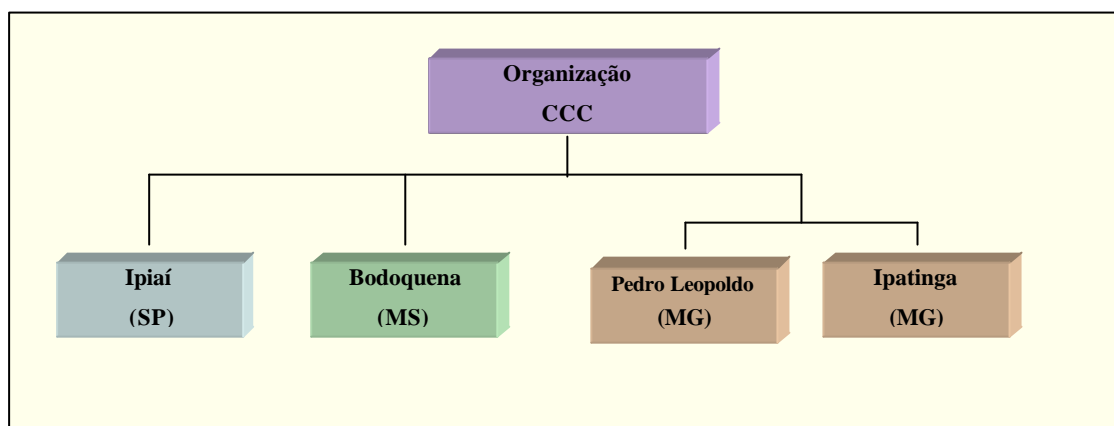 Organização
CCC
Ipiaí
(SP)
Bodoquena
(MS)
Pedro Leopoldo
(MG)
Ipatinga
(MG)